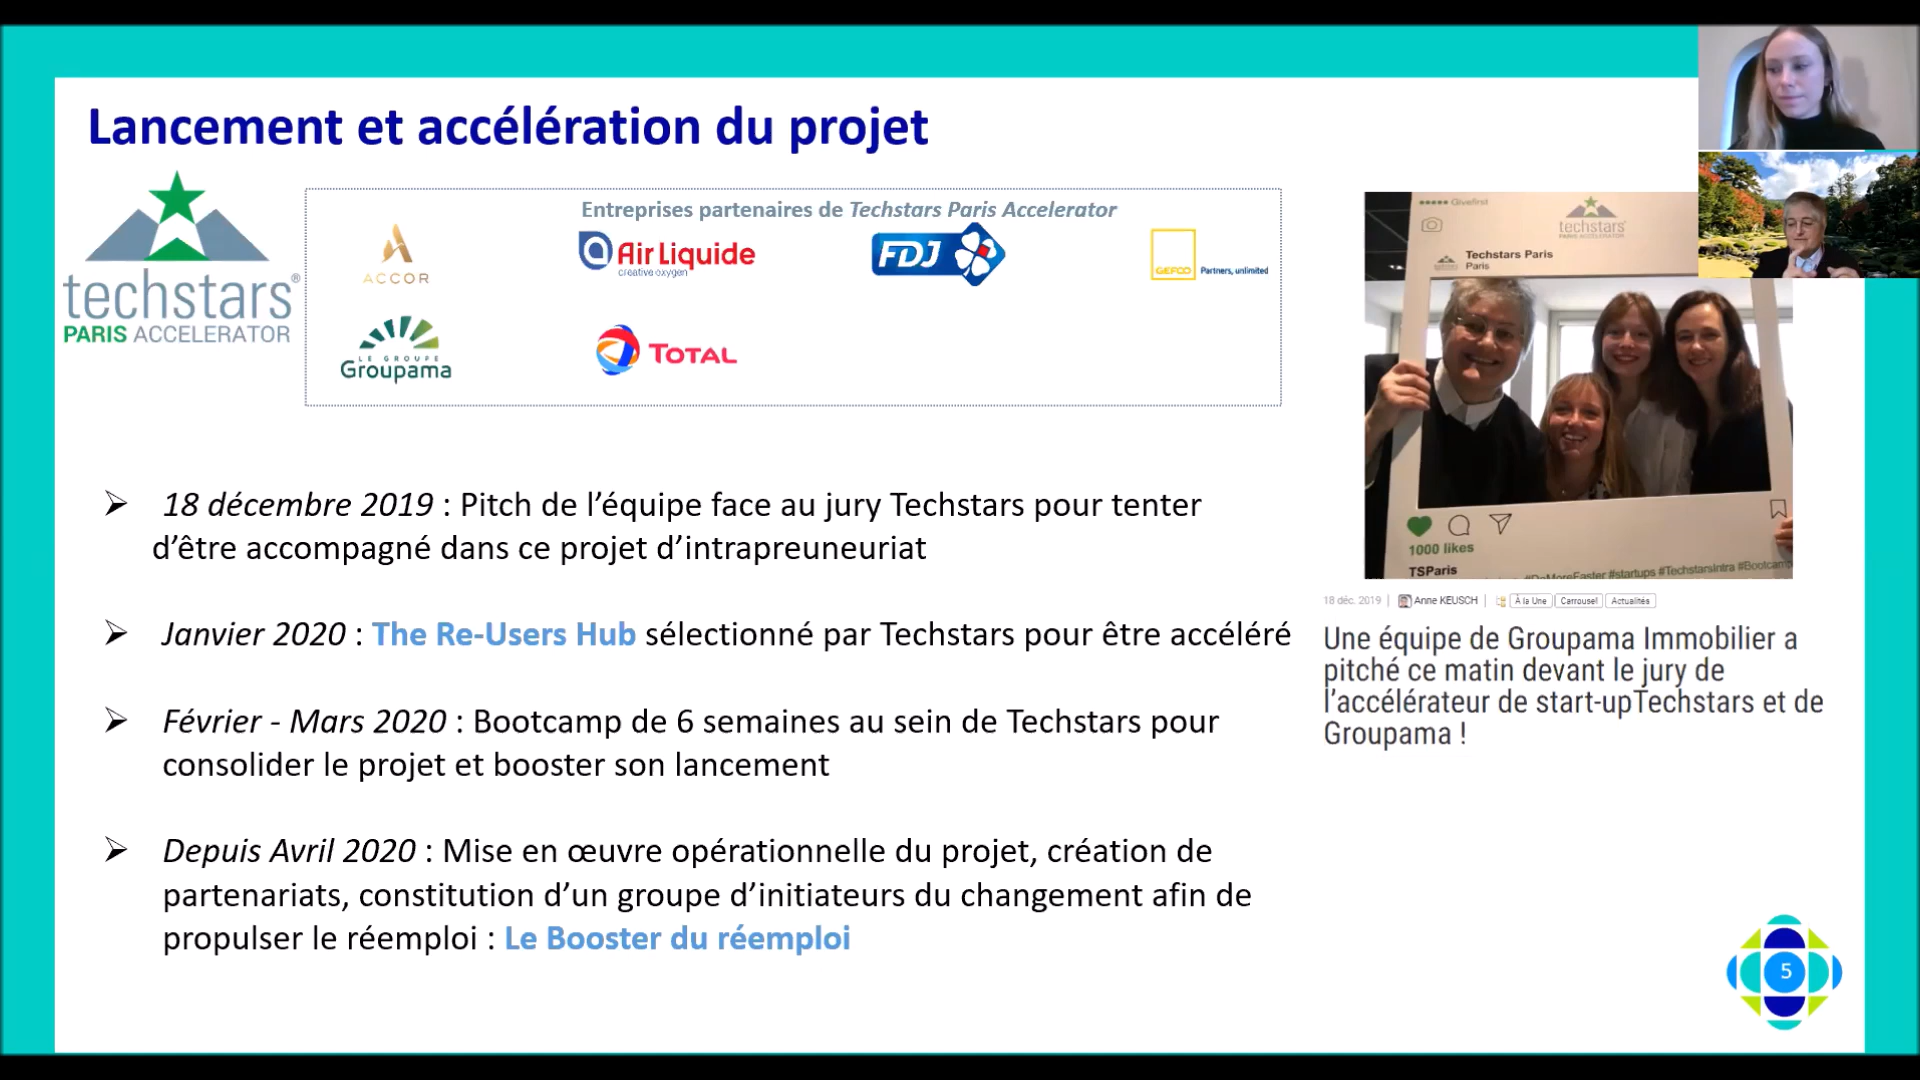 Lancement et accélération du projet
techstars®
PARIS ACCELERATOR
Entreprises partenaires de Techstars Paris Accelerator
ACCOR
Air Liquide
creative oxygen
FDJ
GEFCO
Partners, unlimited
LE GROUPE
Groupama
TOTAL
➢ 18 décembre 2019 : Pitch de l’équipe face au jury Techstars pour tenter
d’être accompagné dans ce projet d’intrapreuneuriat
➢ Janvier 2020 : The Re-Users Hub sélectionné par Techstars pour être accéléré
➢ Février - Mars 2020 : Bootcamp de 6 semaines au sein de Techstars pour
consolider le projet et booster son lancement
➢ Depuis Avril 2020 : Mise en œuvre opérationnelle du projet, création de
partenariats, constitution d’un groupe d’initiateurs du changement afin de
propulser le réemploi : Le Booster du réemploi
Givefirst
techstars
PARIS ACCELERATOR
Techstars Paris
Paris
1000 likes
TSParis
#DoMoreFaster #startups #TechstarsIntra #Bootcamp
18 déc. 2019 | Anne KEUSCH | À la Une Carrousel Actualités
Une équipe de Groupama Immobilier a
pitché ce matin devant le jury de
l’accélérateur de start-upTechstars et de
Groupama !
5